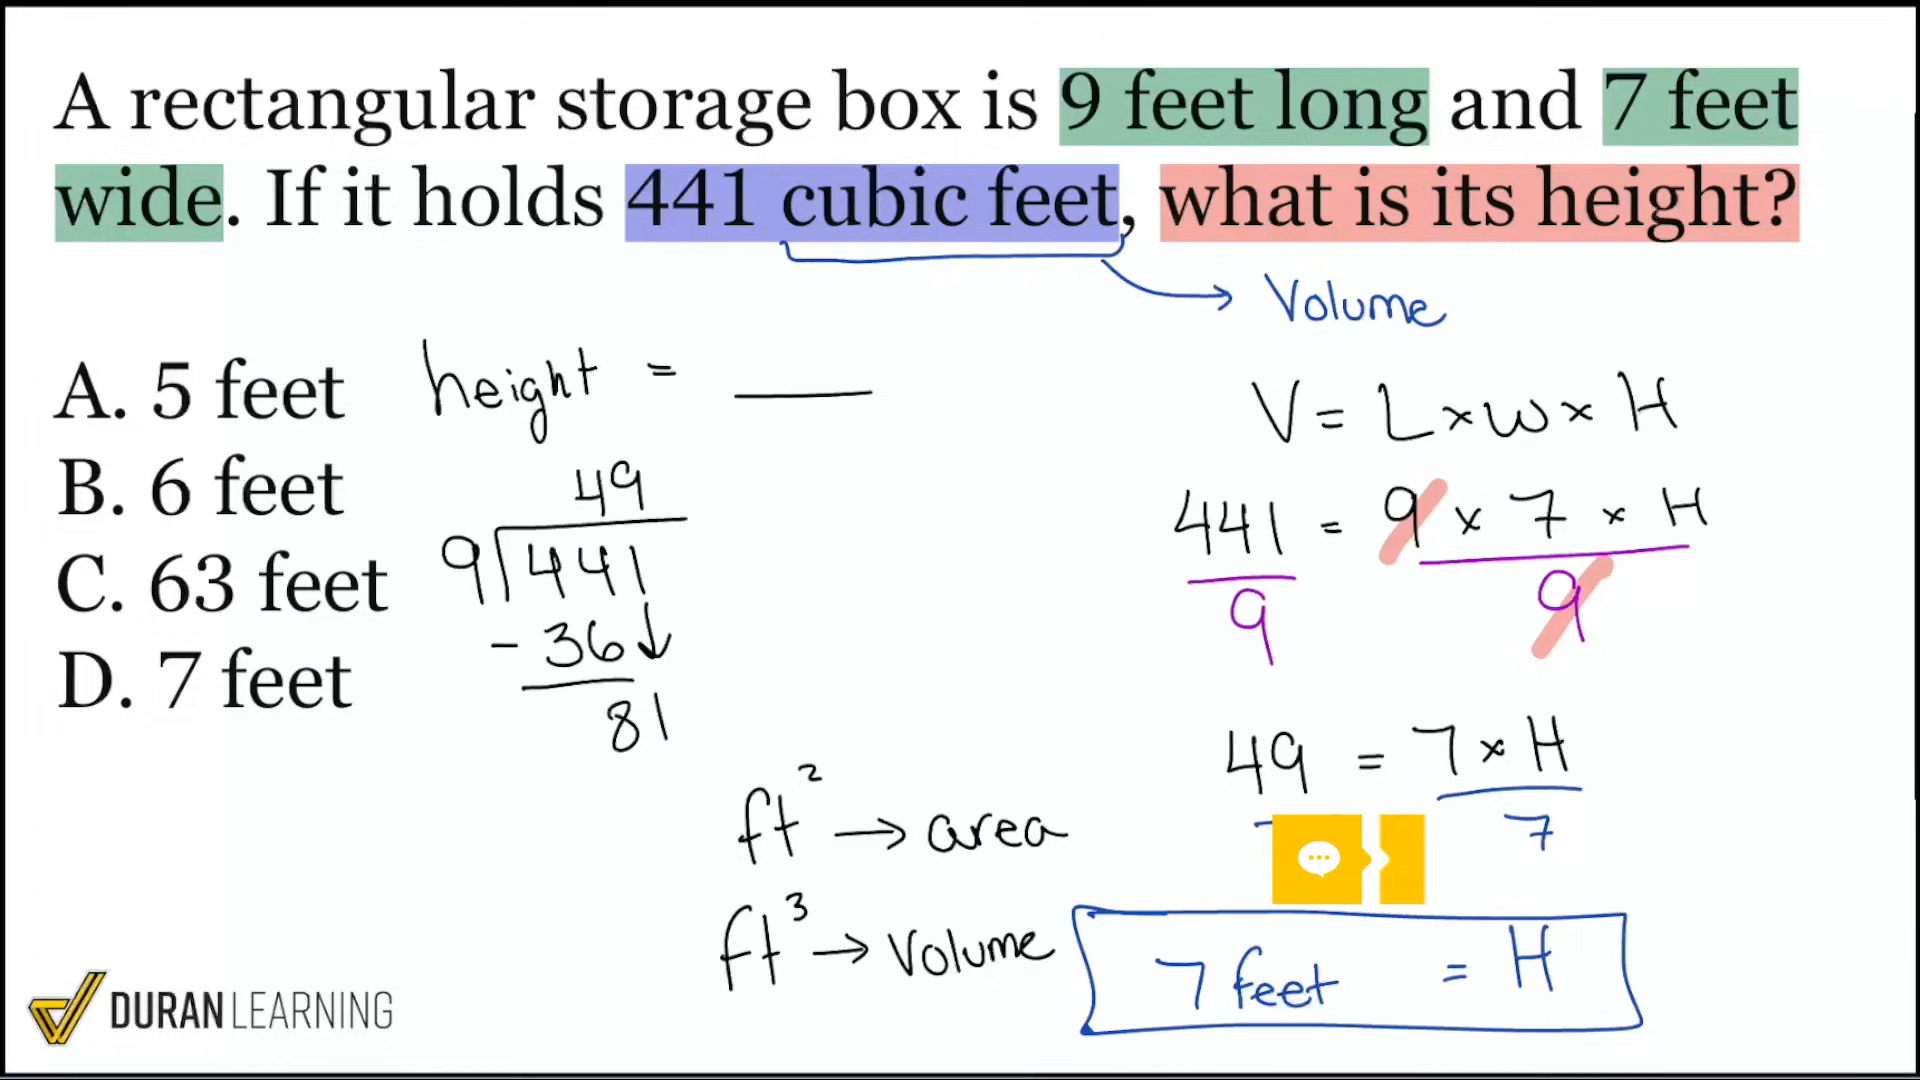 A rectangular storage box is 9 feet long and 7 feet
wide. If it holds 441 cubic feet, what is its height?
Volume
A. 5 feet
B. 6 feet
C. 63 feet
D. 7 feet
height = ____
49
9 441
- 36↓
81
V = L x w x H
441 = 9 x 7 x H
9 9
49 = 7 x H
7
7 feet = H
ft² → area
ft³ → Volume
DURAN LEARNING